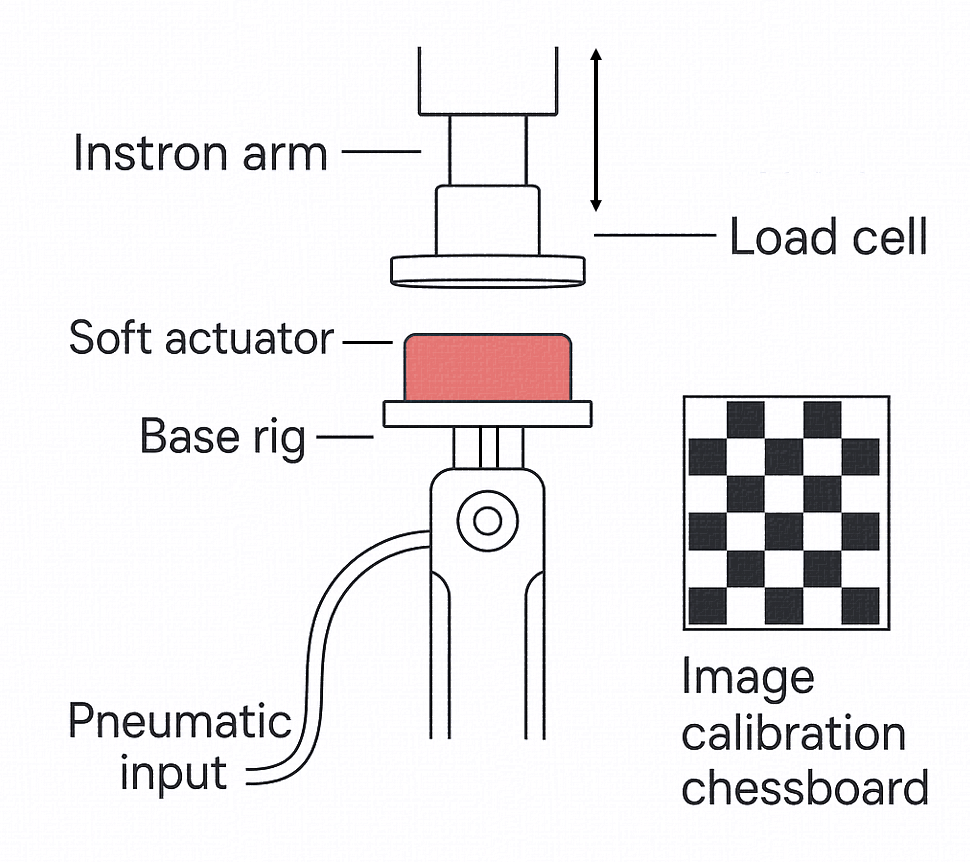 Instron arm
Load cell
Soft actuator
Base rig
Pneumatic
input
Image
calibration
chessboard